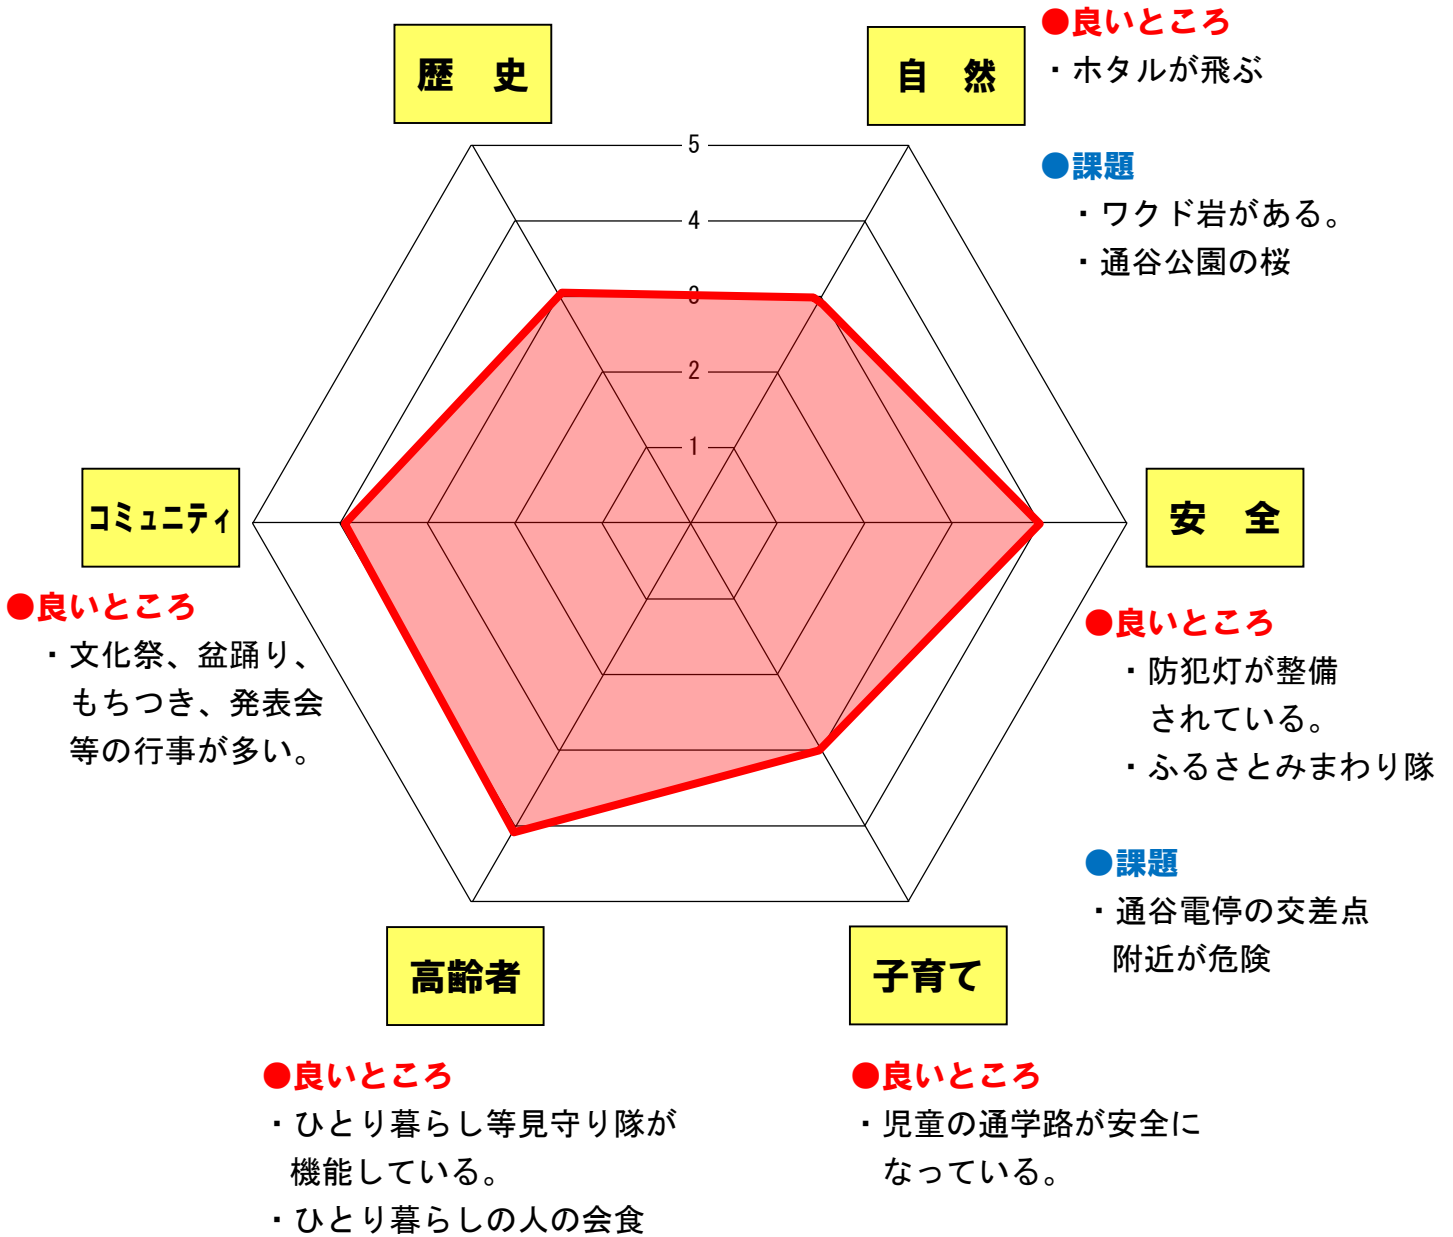 歴　史
自　然
●良いところ
・ホタルが飛ぶ
●課題
・ワクド岩がある。
・通谷公園の桜
5
4
3
2
1
コミュニティ
●良いところ
・文化祭、盆踊り、
もちつき、発表会
等の行事が多い。
安　全
●良いところ
・防犯灯が整備
されている。
・ふるさとみまわり隊
●課題
・通谷電停の交差点
附近が危険
高齢者
●良いところ
・ひとり暮らし等見守り隊が
機能している。
・ひとり暮らしの人の会食
子育て
●良いところ
・児童の通学路が安全に
なっている。